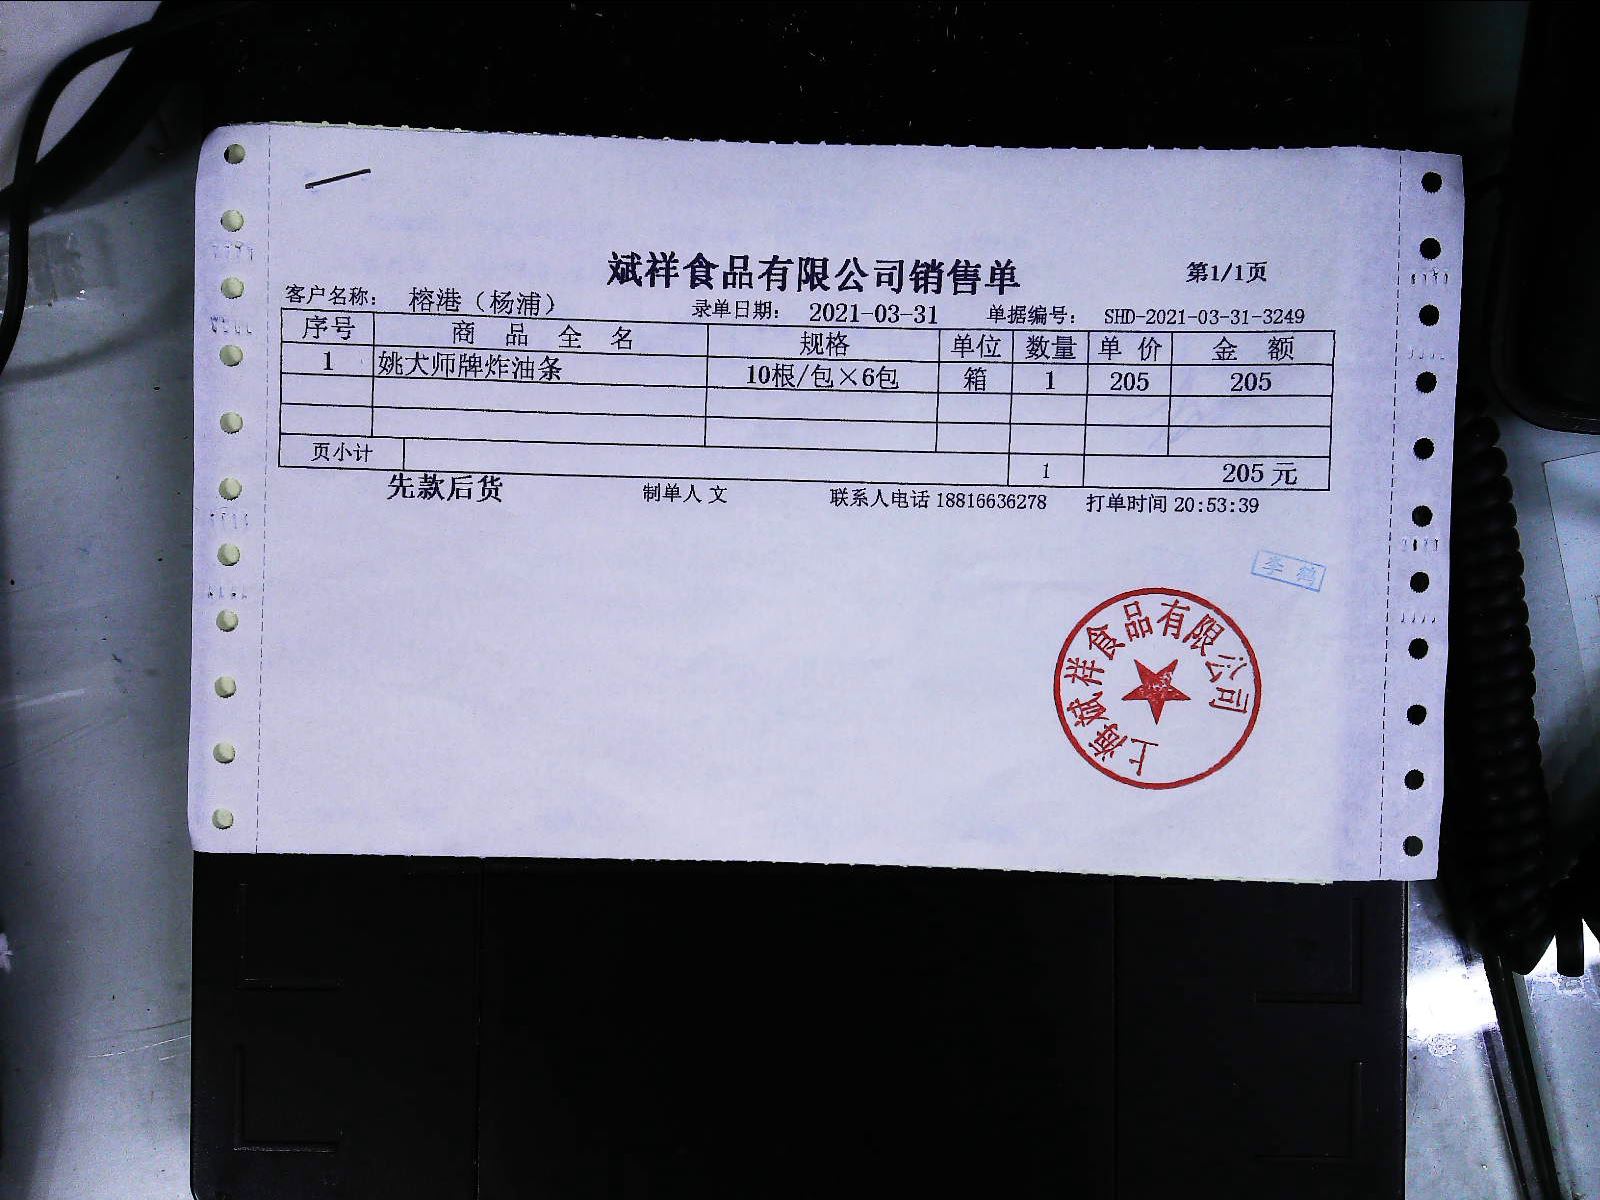 斌祥食品有限公司销售单 第1/1页
客户名称： 榕港（杨浦） 录单日期： 2021-03-31 单据编号： SHD-2021-03-31-3249
序号 商品全名 规格 单位 数量 单价 金额
1 姚大师牌炸油条 10根/包×6包 箱 1 205 205
页小计 1 205元
先款后货 制单人 文 联系人电话 18816636278 打单时间 20:53:39
上海斌祥食品有限公司